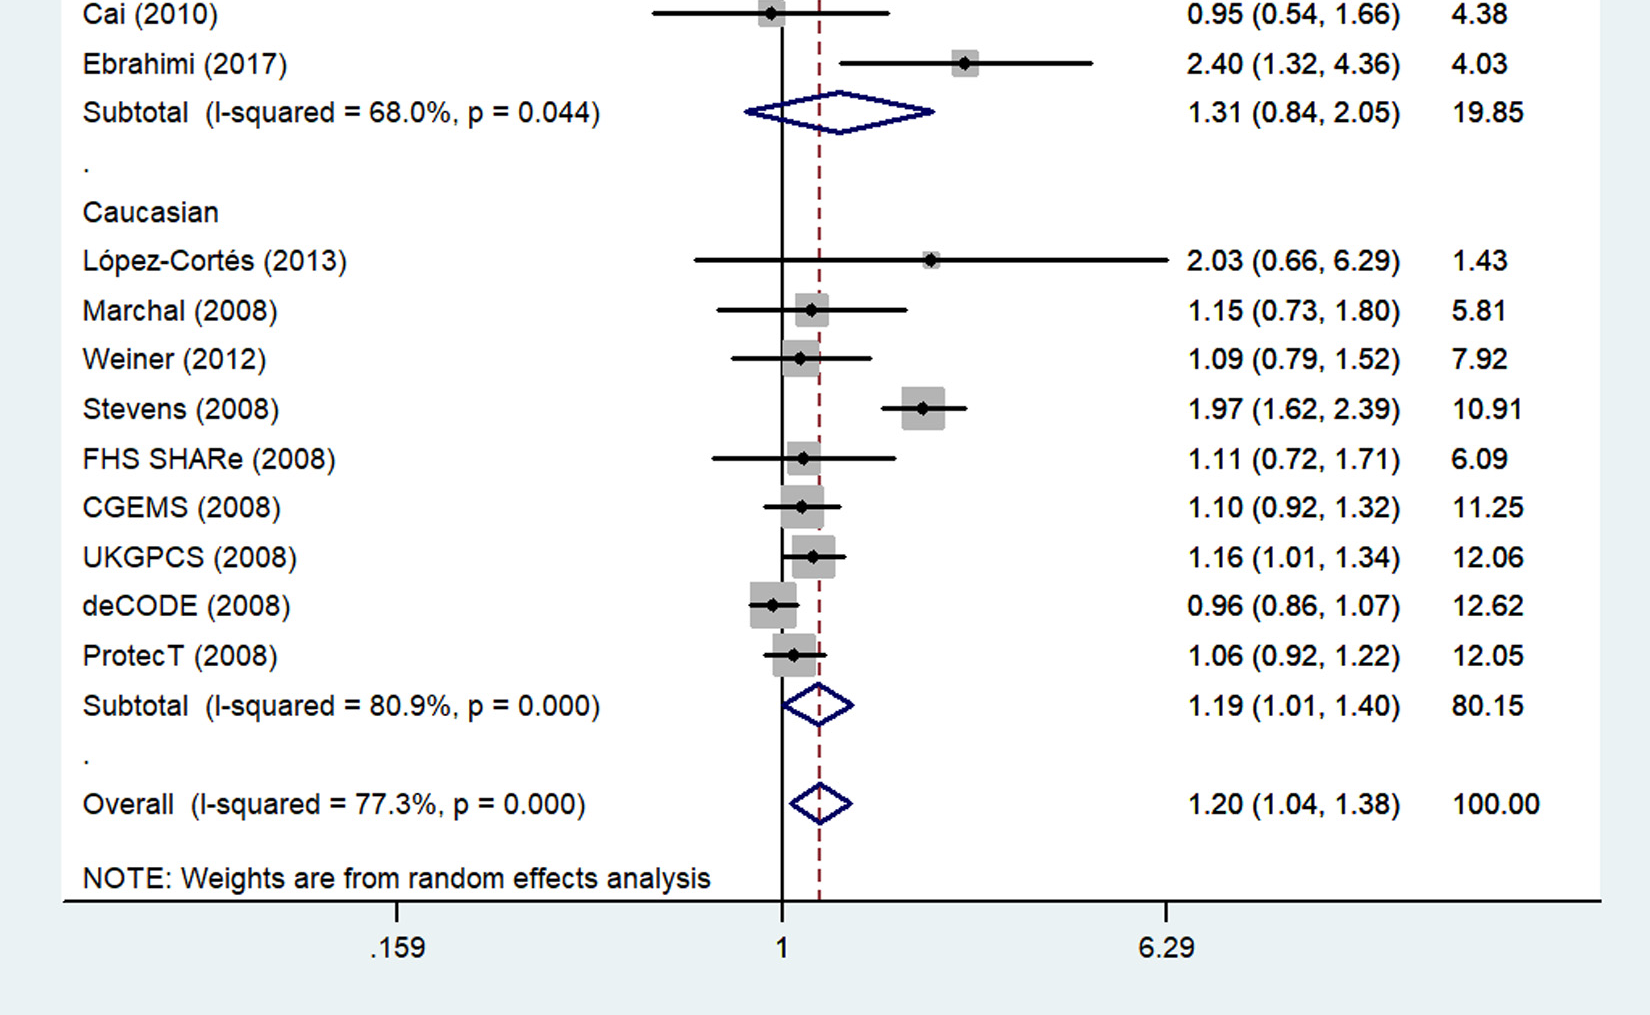 Cai (2010) 0.95 (0.54, 1.66) 4.38
Ebrahimi (2017) 2.40 (1.32, 4.36) 4.03
Subtotal (I-squared = 68.0%, p = 0.044) 1.31 (0.84, 2.05) 19.85
.
Caucasian
López-Cortés (2013) 2.03 (0.66, 6.29) 1.43
Marchal (2008) 1.15 (0.73, 1.80) 5.81
Weiner (2012) 1.09 (0.79, 1.52) 7.92
Stevens (2008) 1.97 (1.62, 2.39) 10.91
FHS SHARe (2008) 1.11 (0.72, 1.71) 6.09
CGEMS (2008) 1.10 (0.92, 1.32) 11.25
UKGPCS (2008) 1.16 (1.01, 1.34) 12.06
deCODE (2008) 0.96 (0.86, 1.07) 12.62
ProtecT (2008) 1.06 (0.92, 1.22) 12.05
Subtotal (I-squared = 80.9%, p = 0.000) 1.19 (1.01, 1.40) 80.15
.
Overall (I-squared = 77.3%, p = 0.000) 1.20 (1.04, 1.38) 100.00
NOTE: Weights are from random effects analysis
.159 1 6.29